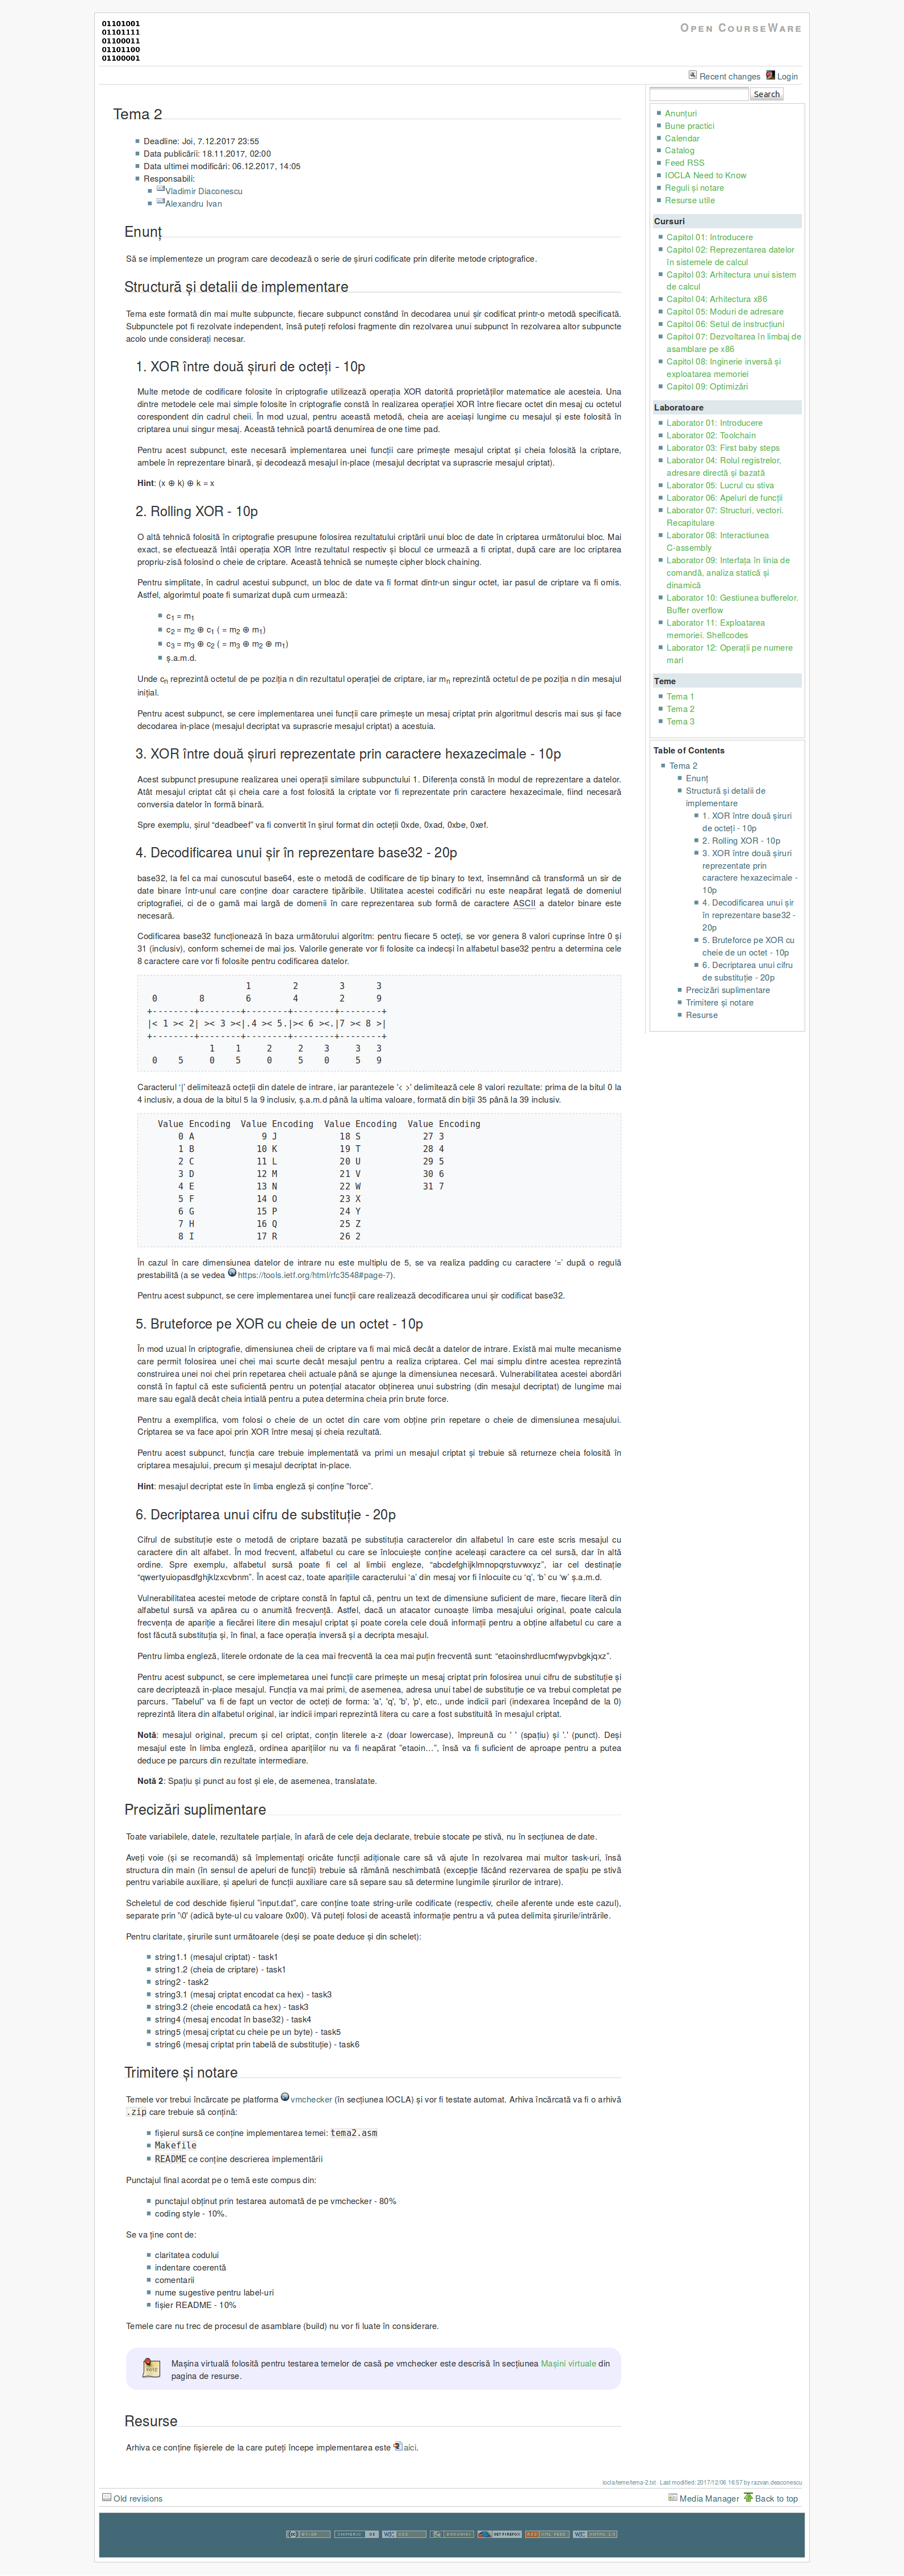 01101001
01101111
01100011
01101100
01100001
Open CourseWare
Recent changes Login
Search
Tema 2
Deadline: Joi, 7.12.2017 23:55
Data publicării: 18.11.2017, 02:00
Data ultimei modificări: 06.12.2017, 14:05
Responsabili:
Vladimir Diaconescu
Alexandru Ivan
Enunț
Să se implementeze un program care decodează o serie de șiruri codificate prin diferite metode criptografice.
Structură și detalii de implementare
Tema este formată din mai multe subpuncte, fiecare subpunct constând în decodarea unui șir codificat printr-o metodă specificată.
Subpunctele pot fi rezolvate independent, însă puteți refolosi fragmente din rezolvarea unui subpunct în rezolvarea altor subpuncte
acolo unde considerați necesar.
1. XOR între două șiruri de octeți - 10p
Multe metode de codificare folosite în criptografie utilizează operația XOR datorită proprietăților matematice ale acesteia. Una
dintre metodele cele mai simple folosite în criptografie constă în realizarea operației XOR între fiecare octet din mesaj cu octetul
corespondent din cadrul cheii. În mod uzual, pentru această metodă, cheia are aceiași lungime cu mesajul și este folosită în
criptarea unui singur mesaj. Această tehnică poartă denumirea de one time pad.
Pentru acest subpunct, este necesară implementarea unei funcții care primește mesajul criptat și cheia folosită la criptare,
ambele în reprezentare binară, și decodează mesajul in-place (mesajul decriptat va suprascrie mesajul criptat).
Hint: (x ⊕ k) ⊕ k = x
2. Rolling XOR - 10p
O altă tehnică folosită în criptografie presupune folosirea rezultatului criptării unui bloc de date în criptarea următorului bloc. Mai
exact, se efectuează întâi operația XOR între rezultatul respectiv și blocul ce urmează a fi criptat, după care are loc criptarea
propriu-zisă folosind o cheie de criptare. Această tehnică se numește cipher block chaining.
Pentru simplitate, în cadrul acestui subpunct, un bloc de date va fi format dintr-un singur octet, iar pasul de criptare va fi omis.
Astfel, algorimtul poate fi sumarizat după cum urmează:
c1 = m1
c2 = m2 ⊕ c1 ( = m2 ⊕ m1)
c3 = m3 ⊕ c2 ( = m3 ⊕ m2 ⊕ m1)
ș.a.m.d.
Unde cn reprezintă octetul de pe poziția n din rezultatul operației de criptare, iar mn reprezintă octetul de pe poziția n din mesajul
inițial.
Pentru acest subpunct, se cere implementarea unei funcții care primește un mesaj criptat prin algoritmul descris mai sus și face
decodarea in-place (mesajul decriptat va suprascrie mesajul criptat) a acestuia.
3. XOR între două șiruri reprezentate prin caractere hexazecimale - 10p
Acest subpunct presupune realizarea unei operații similare subpunctului 1. Diferența constă în modul de reprezentare a datelor.
Atât mesajul criptat cât și cheia care a fost folosită la criptate vor fi reprezentate prin caractere hexazecimale, fiind necesară
conversia datelor în formă binară.
Spre exemplu, șirul “deadbeef” va fi convertit în șirul format din octeții 0xde, 0xad, 0xbe, 0xef.
4. Decodificarea unui șir în reprezentare base32 - 20p
base32, la fel ca mai cunoscutul base64, este o metodă de codificare de tip binary to text, însemnând că transformă un sir de
date binare într-unul care conține doar caractere tipăribile. Utilitatea acestei codificări nu este neapărat legată de domeniul
criptografiei, ci de o gamă mai largă de domenii în care reprezentarea sub formă de caractere ASCII a datelor binare este
necesară.
Codificarea base32 funcționează în baza următorului algoritm: pentru fiecare 5 octeți, se vor genera 8 valori cuprinse între 0 și
31 (inclusiv), conform schemei de mai jos. Valorile generate vor fi folosite ca indecși în alfabetul base32 pentru a determina cele
8 caractere care vor fi folosite pentru codificarea datelor.
1 2 3 3
0 8 6 4 2 9
+--------+--------+--------+--------+--------+
|< 1 >< 2| >< 3 ><|.4 >< 5.|>< 6 ><.|7 >< 8 >|
+--------+--------+--------+--------+--------+
1 1 2 2 3 3 3
0 5 0 5 0 5 0 5 9
Caracterul ‘|’ delimitează octeții din datele de intrare, iar parantezele '< >' delimitează cele 8 valori rezultate: prima de la bitul 0 la
4 inclusiv, a doua de la bitul 5 la 9 inclusiv, ș.a.m.d până la ultima valoare, formată din biții 35 până la 39 inclusiv.
Value Encoding Value Encoding Value Encoding Value Encoding
0 A 9 J 18 S 27 3
1 B 10 K 19 T 28 4
2 C 11 L 20 U 29 5
3 D 12 M 21 V 30 6
4 E 13 N 22 W 31 7
5 F 14 O 23 X
6 G 15 P 24 Y
7 H 16 Q 25 Z
8 I 17 R 26 2
În cazul în care dimensiunea datelor de intrare nu este multiplu de 5, se va realiza padding cu caractere ‘=’ după o regulă
prestabilită (a se vedea https://tools.ietf.org/html/rfc3548#page-7).
Pentru acest subpunct, se cere implementarea unei funcții care realizează decodificarea unui șir codificat base32.
5. Bruteforce pe XOR cu cheie de un octet - 10p
În mod uzual în criptografie, dimensiunea cheii de criptare va fi mai mică decât a datelor de intrare. Există mai multe mecanisme
care permit folosirea unei chei mai scurte decât mesajul pentru a realiza criptarea. Cel mai simplu dintre acestea reprezintă
construirea unei noi chei prin repetarea cheii actuale până se ajunge la dimensiunea necesară. Vulnerabilitatea acestei abordări
constă în faptul că este suficientă pentru un potențial atacator obținerea unui substring (din mesajul decriptat) de lungime mai
mare sau egală decât cheia intială pentru a putea determina cheia prin brute force.
Pentru a exemplifica, vom folosi o cheie de un octet din care vom obține prin repetare o cheie de dimensiunea mesajului.
Criptarea se va face apoi prin XOR între mesaj și cheia rezultată.
Pentru acest subpunct, funcția care trebuie implementată va primi un mesajul criptat și trebuie să returneze cheia folosită în
criptarea mesajului, precum și mesajul decriptat in-place.
Hint: mesajul decriptat este în limba engleză și conține ”force”.
6. Decriptarea unui cifru de substituție - 20p
Cifrul de substituție este o metodă de criptare bazată pe substituția caracterelor din alfabetul în care este scris mesajul cu
caractere din alt alfabet. În mod frecvent, alfabetul cu care se înlocuiește conține aceleași caractere ca cel sursă, dar în altă
ordine. Spre exemplu, alfabetul sursă poate fi cel al limbii engleze, “abcdefghijklmnopqrstuvwxyz”, iar cel destinație
“qwertyuiopasdfghjklzxcvbnm”. În acest caz, toate aparițiile caracterului ‘a’ din mesaj vor fi înlocuite cu ‘q’, ‘b’ cu ‘w’ ș.a.m.d.
Vulnerabilitatea acestei metode de criptare constă în faptul că, pentru un text de dimensiune suficient de mare, fiecare literă din
alfabetul sursă va apărea cu o anumită frecvență. Astfel, dacă un atacator cunoaște limba mesajului original, poate calcula
frecvența de apariție a fiecărei litere din mesajul criptat și poate corela cele două informații pentru a obține alfabetul cu care a
fost făcută substituția și, în final, a face operația inversă și a decripta mesajul.
Pentru limba engleză, literele ordonate de la cea mai frecventă la cea mai puțin frecventă sunt: “etaoinshrdlucmfwypvbgkjqxz”.
Pentru acest subpunct, se cere implemetarea unei funcții care primește un mesaj criptat prin folosirea unui cifru de substituție și
care decriptează in-place mesajul. Funcția va mai primi, de asemenea, adresa unui tabel de substituție ce va trebui completat pe
parcurs. ”Tabelul” va fi de fapt un vector de octeți de forma: 'a', 'q', 'b', 'p', etc., unde indicii pari (indexarea începând de la 0)
reprezintă litera din alfabetul original, iar indicii impari reprezintă litera cu care a fost substituită în mesajul criptat.
Notă: mesajul original, precum și cel criptat, conțin literele a-z (doar lowercase), împreună cu ' ' (spațiu) și '.' (punct). Deși
mesajul este în limba engleză, ordinea aparițiilor nu va fi neapărat ”etaoin…”, însă va fi suficient de aproape pentru a putea
deduce pe parcurs din rezultate intermediare.
Notă 2: Spațiu și punct au fost și ele, de asemenea, translatate.
Precizări suplimentare
Toate variabilele, datele, rezultatele parțiale, în afară de cele deja declarate, trebuie stocate pe stivă, nu în secțiunea de date.
Aveți voie (și se recomandă) să împlementați oricâte funcții adiționale care să vă ajute în rezolvarea mai multor task-uri, însă
structura din main (în sensul de apeluri de funcții) trebuie să rămână neschimbată (excepție făcând rezervarea de spațiu pe stivă
pentru variabile auxiliare, și apeluri de funcții auxiliare care să separe sau să determine lungimile șirurilor de intrare).
Scheletul de cod deschide fișierul ”input.dat”, care conține toate string-urile codificate (respectiv, cheile aferente unde este cazul),
separate prin '\0' (adică byte-ul cu valoare 0x00). Vă puteți folosi de această informație pentru a vă putea delimita șirurile/intrările.
Pentru claritate, șirurile sunt următoarele (deși se poate deduce și din schelet):
string1.1 (mesajul criptat) - task1
string1.2 (cheia de criptare) - task1
string2 - task2
string3.1 (mesaj criptat encodat ca hex) - task3
string3.2 (cheie encodată ca hex) - task3
string4 (mesaj encodat în base32) - task4
string5 (mesaj criptat cu cheie pe un byte) - task5
string6 (mesaj criptat prin tabelă de substituție) - task6
Trimitere și notare
Temele vor trebui încărcate pe platforma vmchecker (în secțiunea IOCLA) și vor fi testate automat. Arhiva încărcată va fi o arhivă
.zip care trebuie să conțină:
fișierul sursă ce conține implementarea temei: tema2.asm
Makefile
README ce conține descrierea implementării
Punctajul final acordat pe o temă este compus din:
punctajul obținut prin testarea automată de pe vmchecker - 80%
coding style - 10%.
Se va ține cont de:
claritatea codului
indentare coerentă
comentarii
nume sugestive pentru label-uri
fișier README - 10%
Temele care nu trec de procesul de asamblare (build) nu vor fi luate în considerare.
Mașina virtuală folosită pentru testarea temelor de casă pe vmchecker este descrisă în secțiunea Mașini virtuale din
pagina de resurse.
Resurse
Arhiva ce conține fișierele de la care puteți începe implementarea este aici.
Anunțuri
Bune practici
Calendar
Catalog
Feed RSS
IOCLA Need to Know
Reguli și notare
Resurse utile
Cursuri
Capitol 01: Introducere
Capitol 02: Reprezentarea datelor
în sistemele de calcul
Capitol 03: Arhitectura unui sistem
de calcul
Capitol 04: Arhitectura x86
Capitol 05: Moduri de adresare
Capitol 06: Setul de instrucțiuni
Capitol 07: Dezvoltarea în limbaj de
asamblare pe x86
Capitol 08: Inginerie inversă și
exploatarea memoriei
Capitol 09: Optimizări
Laboratoare
Laborator 01: Introducere
Laborator 02: Toolchain
Laborator 03: First baby steps
Laborator 04: Rolul registrelor,
adresare directă și bazată
Laborator 05: Lucrul cu stiva
Laborator 06: Apeluri de funcții
Laborator 07: Structuri, vectori.
Recapitulare
Laborator 08: Interactiunea
C-assembly
Laborator 09: Interfața în linia de
comandă, analiza statică și
dinamică
Laborator 10: Gestiunea bufferelor.
Buffer overflow
Laborator 11: Exploatarea
memoriei. Shellcodes
Laborator 12: Operații pe numere
mari
Teme
Tema 1
Tema 2
Tema 3
Table of Contents
Tema 2
Enunț
Structură și detalii de
implementare
1. XOR între două șiruri
de octeți - 10p
2. Rolling XOR - 10p
3. XOR între două șiruri
reprezentate prin
caractere hexazecimale -
10p
4. Decodificarea unui șir
în reprezentare base32 -
20p
5. Bruteforce pe XOR cu
cheie de un octet - 10p
6. Decriptarea unui cifru
de substituție - 20p
Precizări suplimentare
Trimitere și notare
Resurse
iocla/teme/tema-2.txt · Last modified: 2017/12/06 16:57 by razvan.deaconescu
Old revisions
Media Manager Back to top